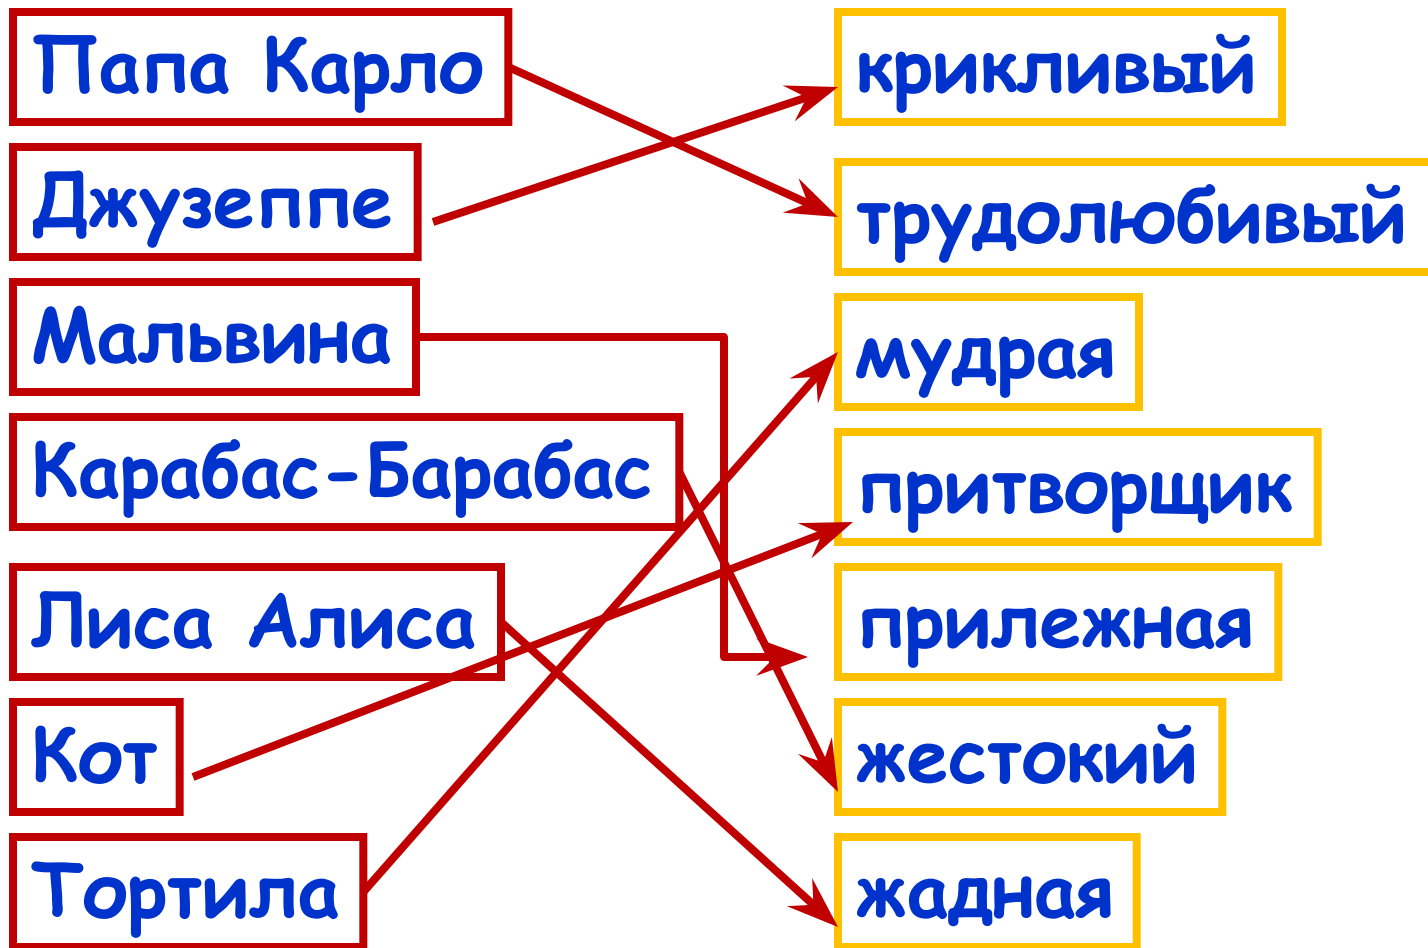 Папа Карло
крикливый
Джузеппе
трудолюбивый
Мальвина
мудрая
Карабас-Барабас
притворщик
Лиса Алиса
прилежная
Кот
жестокий
Тортила
жадная